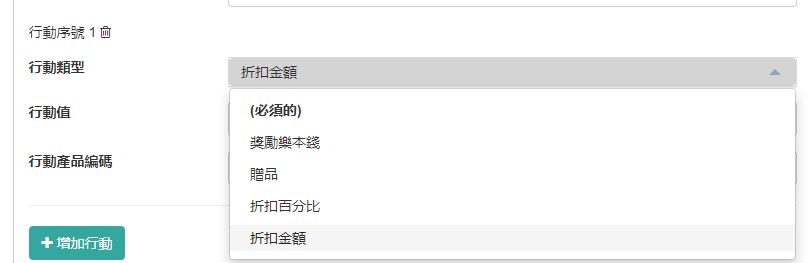 行動序號 1
行動類型
折扣金額
行動值
行動產品編碼
(必須的)
獎勵樂本錢
贈品
折扣百分比
折扣金額
增加行動